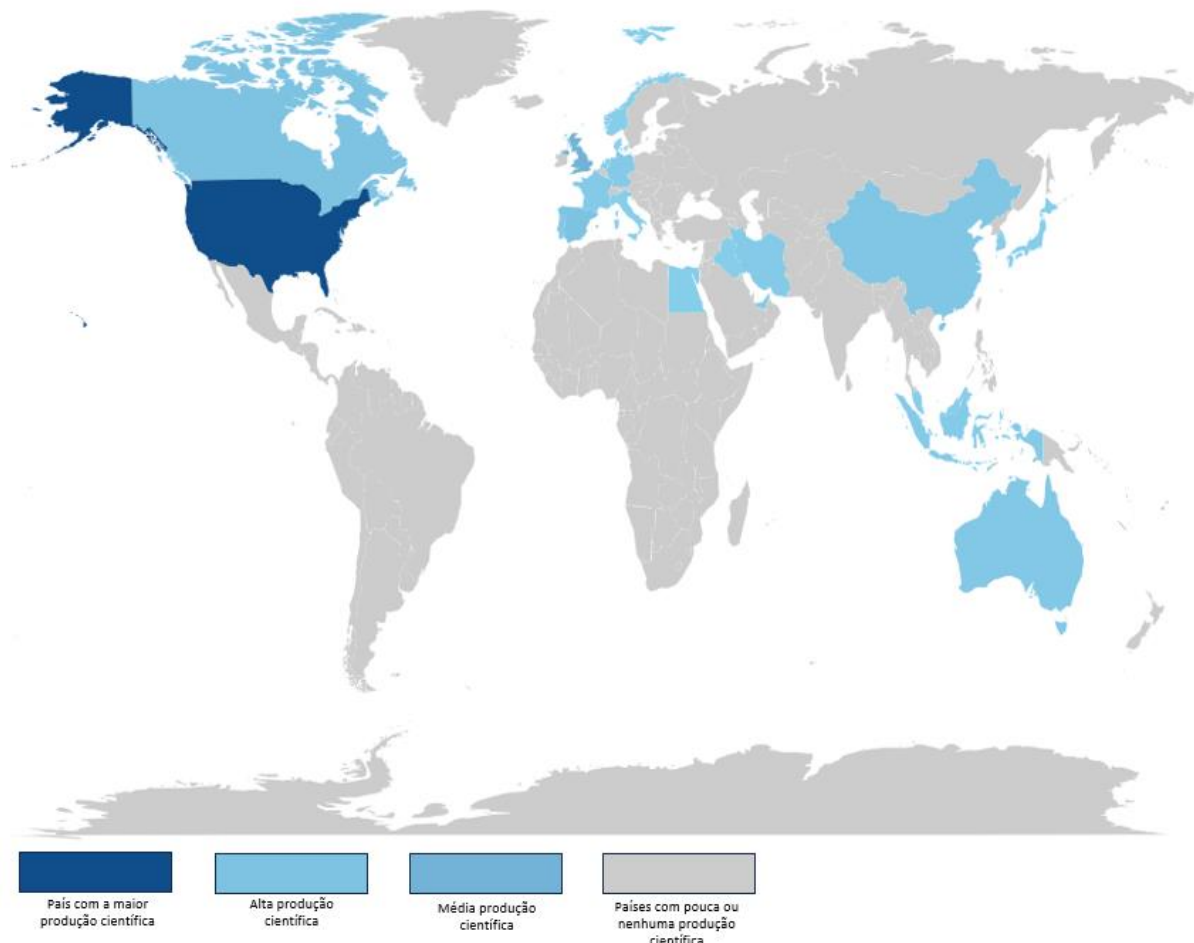 País com a maior
produção científica
Alta produção
científica
Média produção
científica
Países com pouca ou
nenhuma produção
científica